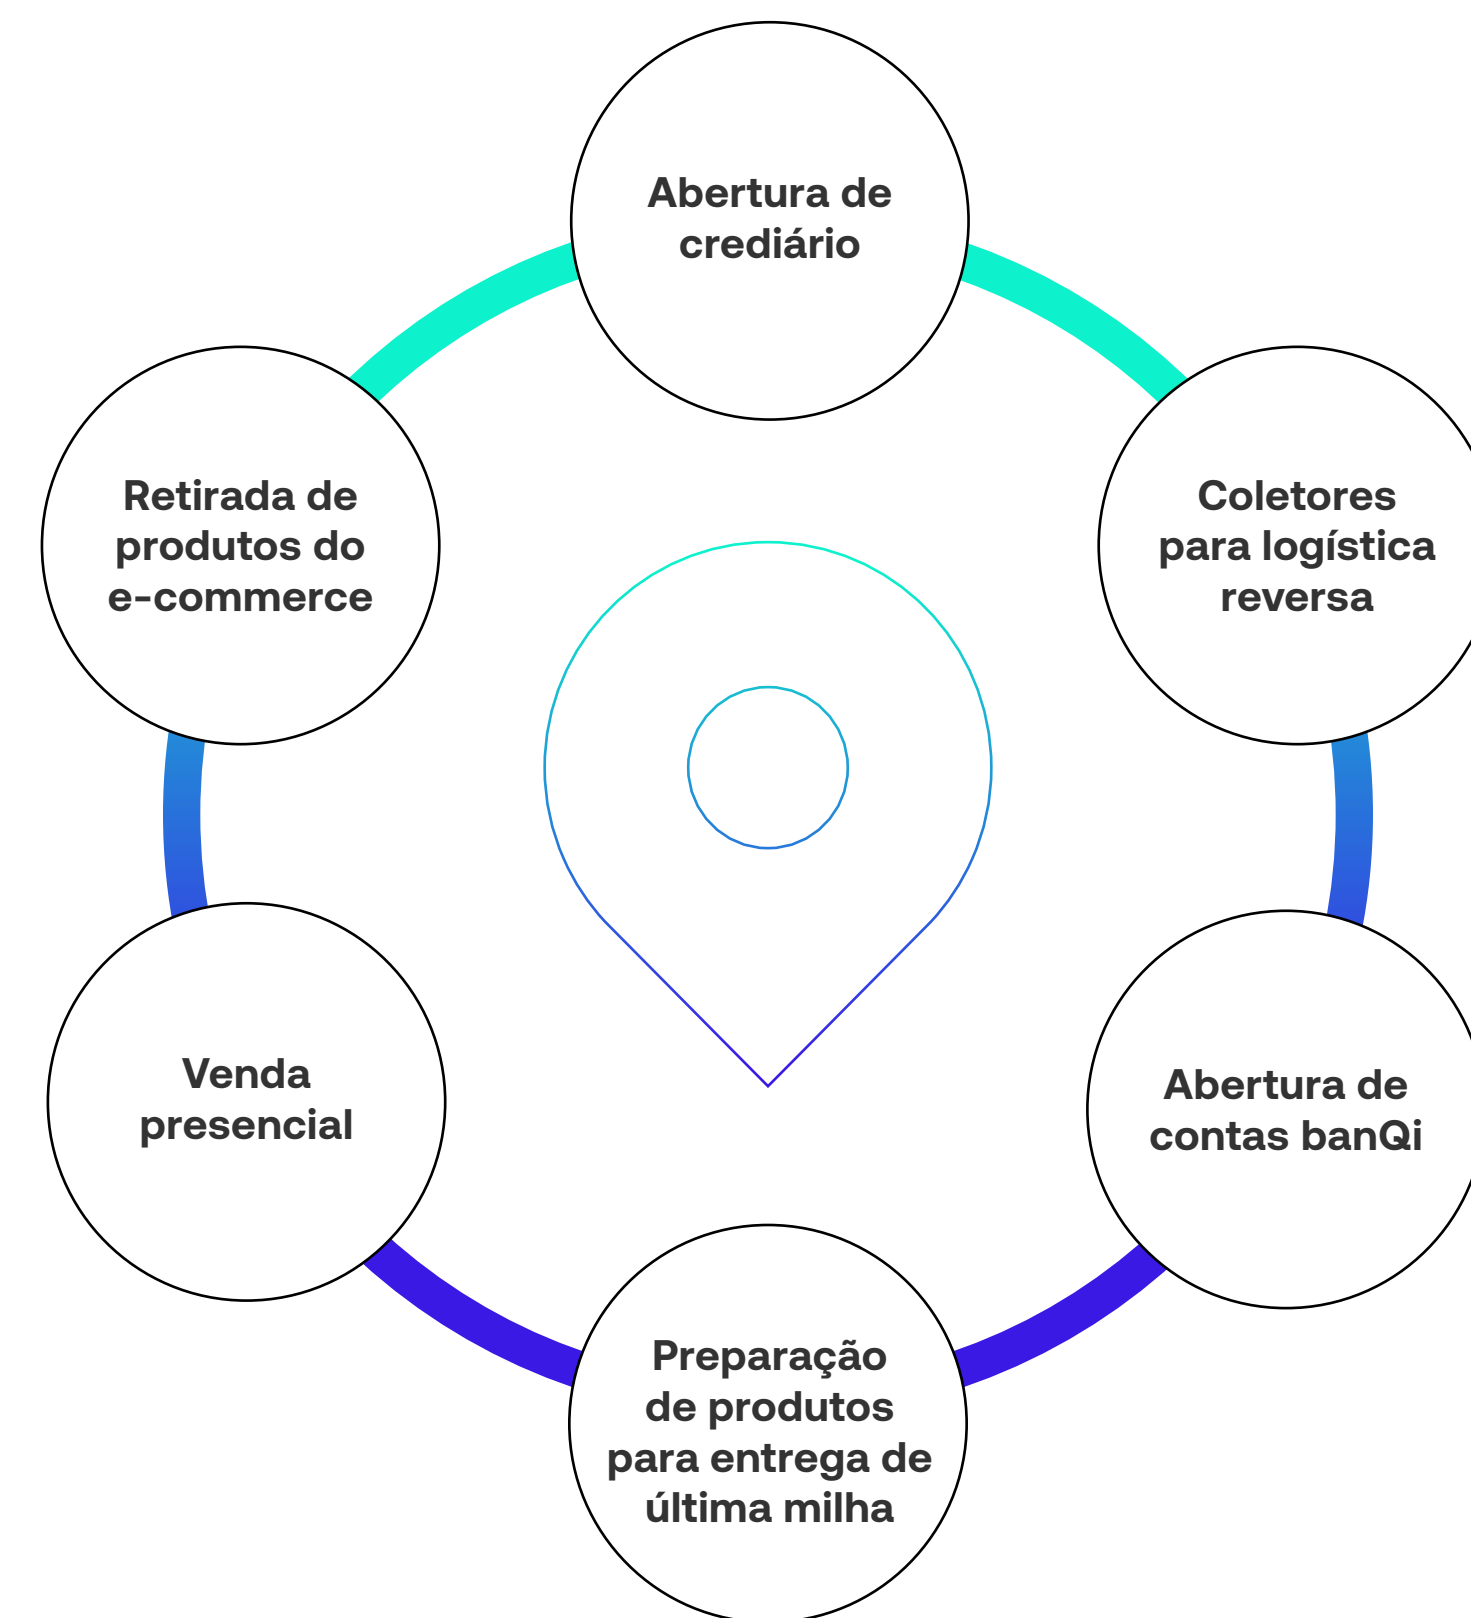 Abertura de
crediário
Retirada de
produtos do
e-commerce
Coletores
para logística
reversa
Venda
presencial
Abertura de
contas banQi
Preparação
de produtos
para entrega de
última milha